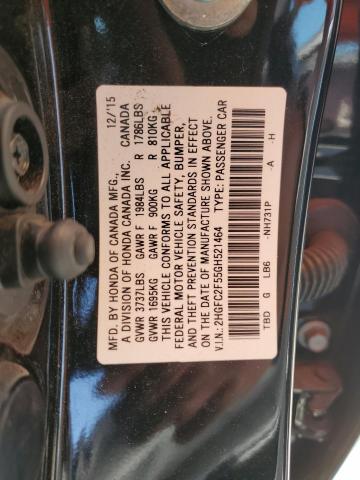 MFD. BY HONDA OF CANADA MFG., 12/15
A DIVISION OF HONDA CANADA INC. CANADA
GVWR 3737LBS GAWR F 1984LBS R 1786LBS
GVWR 1695KG GAWR F 900KG R 810KG
THIS VEHICLE CONFORMS TO ALL APPLICABLE
FEDERAL MOTOR VEHICLE SAFETY, BUMPER,
AND THEFT PREVENTION STANDARDS IN EFFECT
ON THE DATE OF MANUFACTURE SHOWN ABOVE.
V.I.N.: 2HGFC2F55GH521464 TYPE: PASSENGER CAR
TBD G LB6 -NH731P -A -H